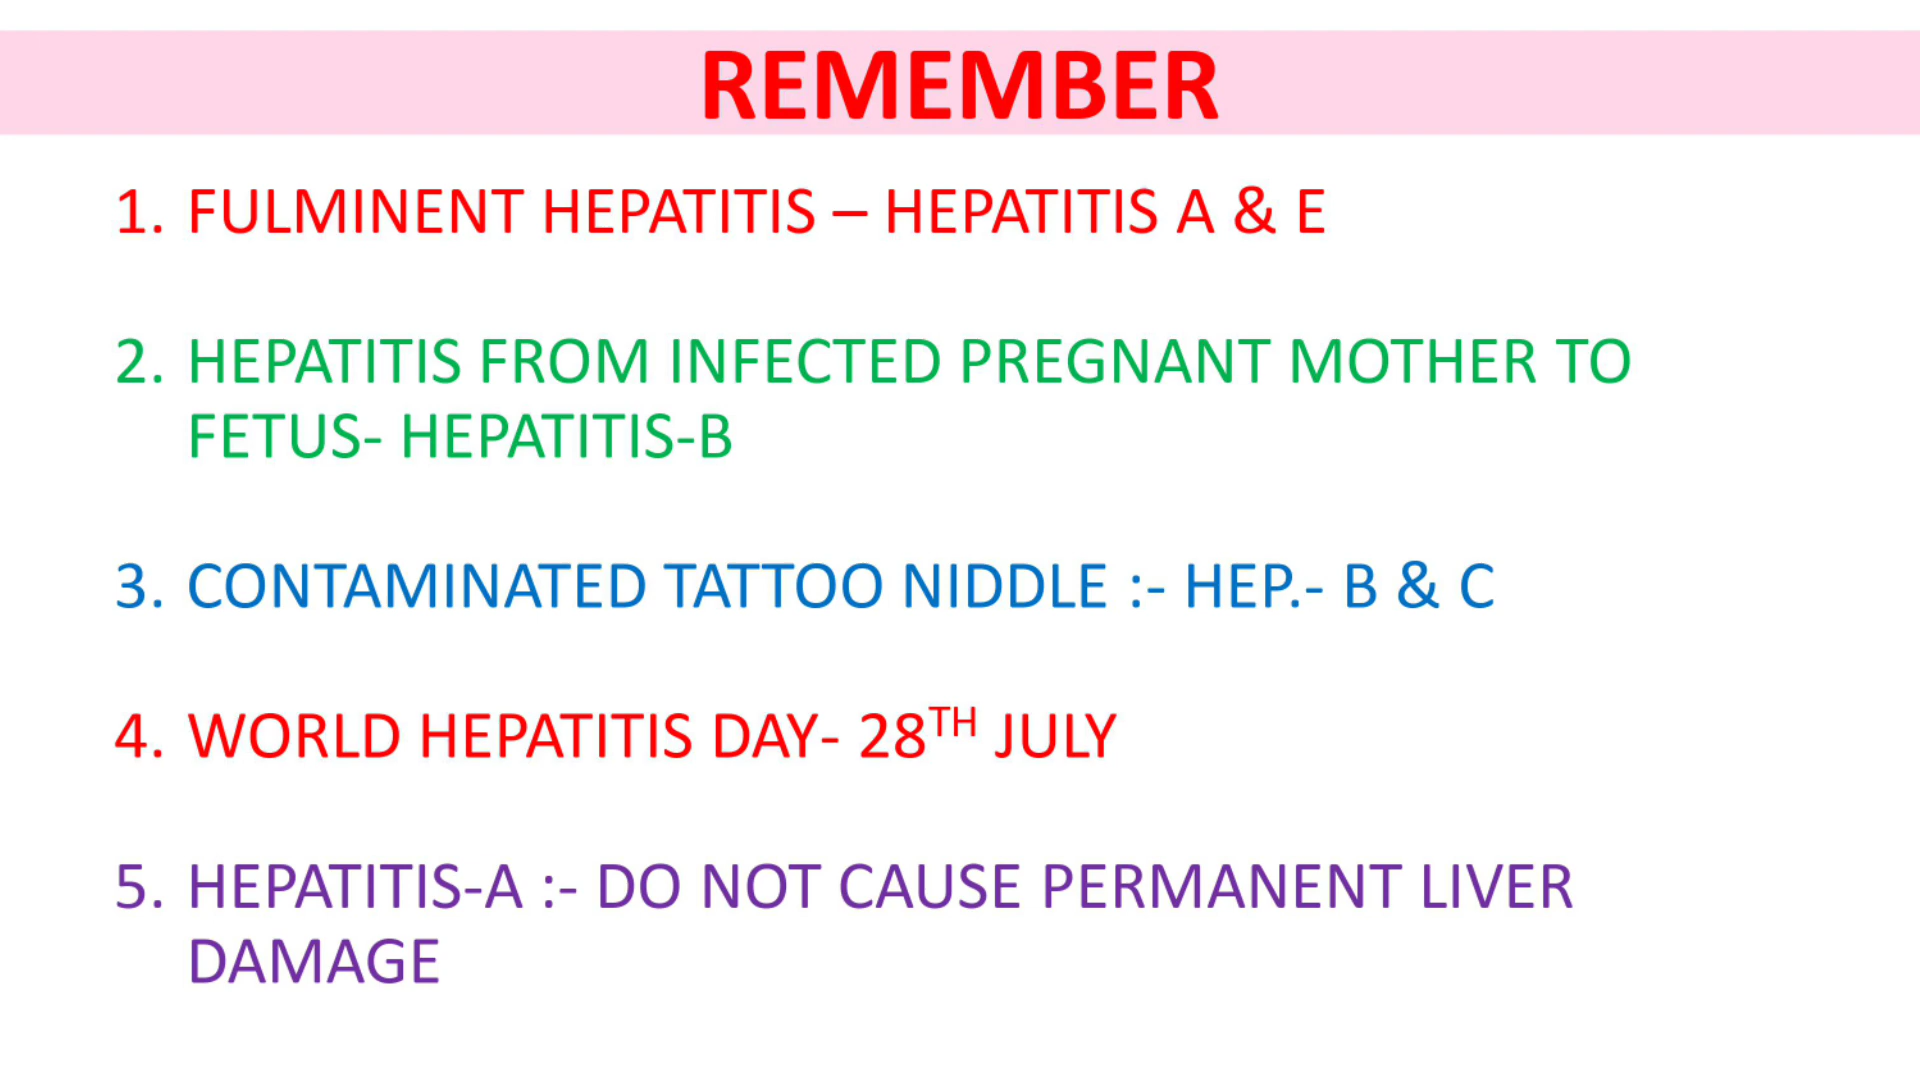 REMEMBER
1. FULMINENT HEPATITIS – HEPATITIS A & E
2. HEPATITIS FROM INFECTED PREGNANT MOTHER TO
FETUS- HEPATITIS-B
3. CONTAMINATED TATTOO NIDDLE :- HEP.- B & C
4. WORLD HEPATITIS DAY- 28TH JULY
5. HEPATITIS-A :- DO NOT CAUSE PERMANENT LIVER
DAMAGE